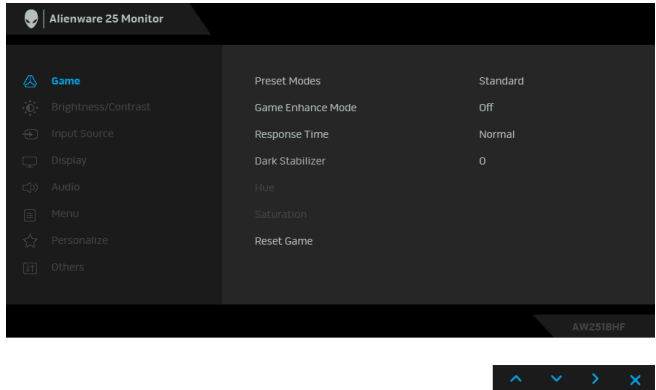 Alienware 25 Monitor
Game
Preset Modes Standard
Brightness/Contrast
Game Enhance Mode Off
Input Source
Response Time Normal
Display
Dark Stabilizer 0
Audio
Hue
Menu
Saturation
Personalize
Reset Game
Others
AW2518HF